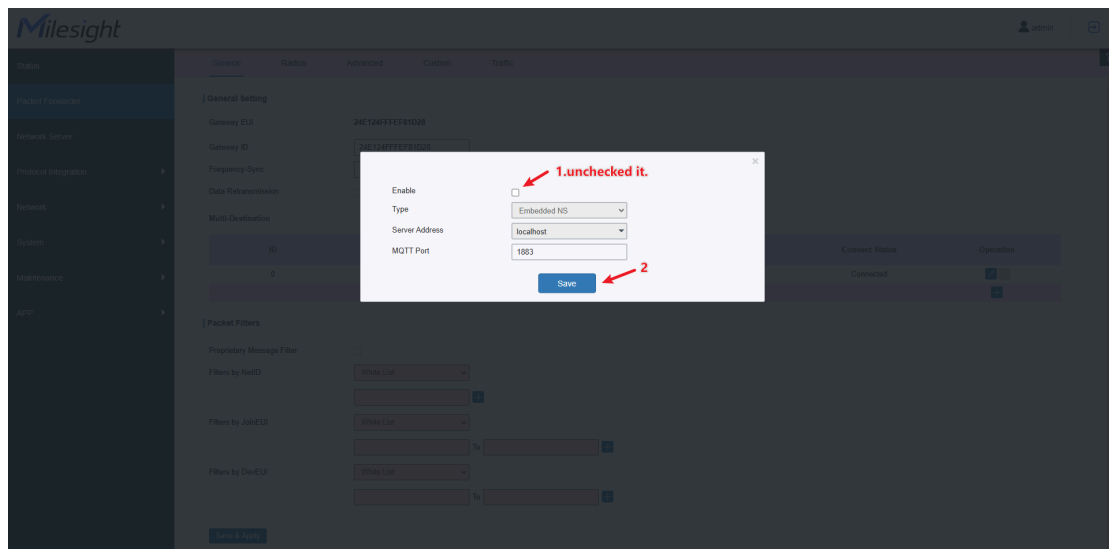 Milesight
admin
Status
General Radios Advanced Custom Traffic
Packet Forwarder
General Setting
Gateway EUI 24E124FFFEF81D28
Network Server
Gateway ID 24E124FFFEF81D28
Protocol Integration
Frequency-Sync
1.unchecked it.
Data Retransmission
Enable
Network
Type Embedded NS
Multi-Destination
Server Address localhost
System
MQTT Port 1883
ID Connect Status Operation
2
Maintenance
0 Connected
Save
APP
Packet Filters
Proprietary Message Filter
Filters by NetID White List
Filters by JoinEUI White List
To
Filters by DevEUI White List
To
Save & Apply